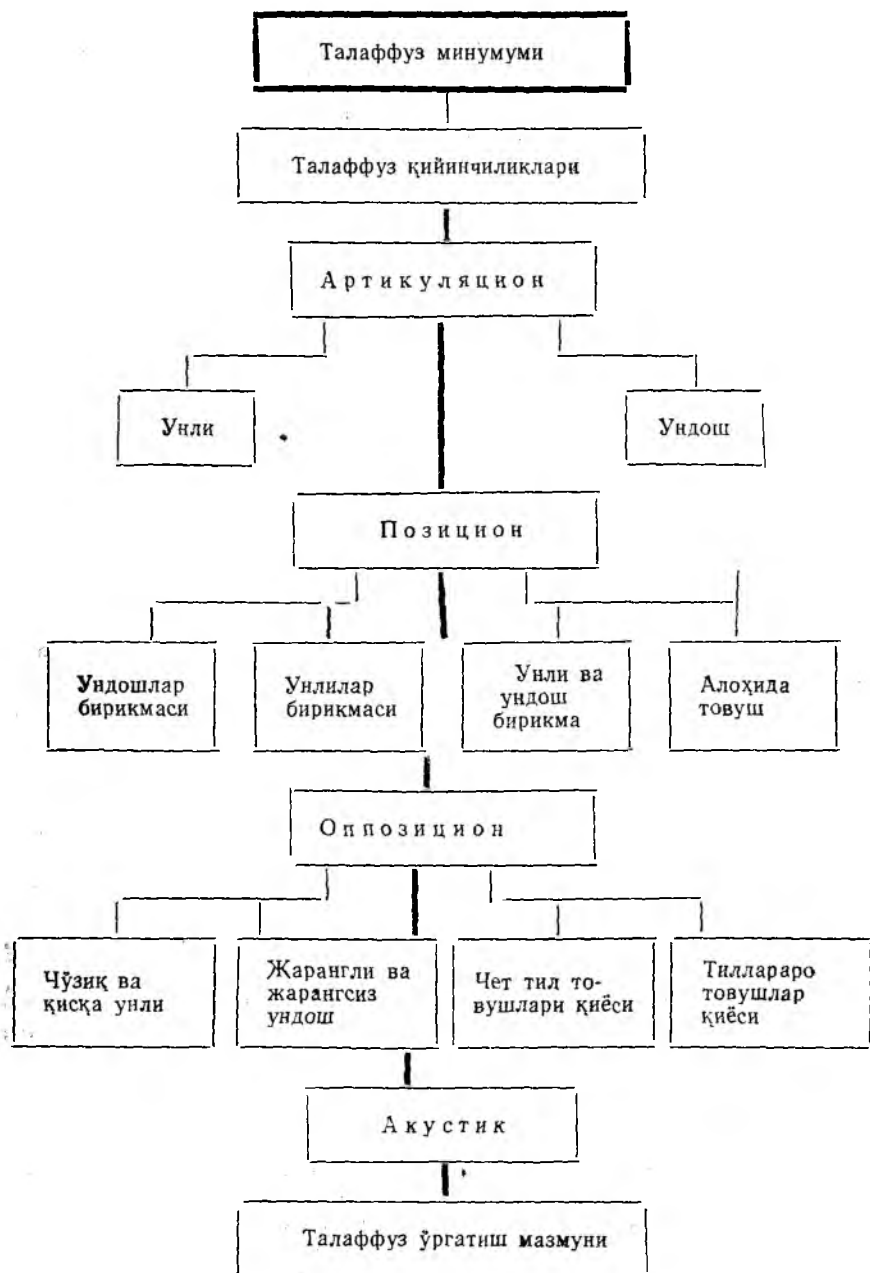 Талаффуз минумуми
Талаффуз қийинчиликлари
Артикуляцион
Унли
Ундош
Позицион
Ундошлар
бирикмаси
Унлилар
бирикмаси
Унли ва
ундош
бирикма
Алоҳида
товуш
Оппозицион
Чўзиқ ва
қисқа унли
Жарангли ва
жарангсиз
ундош
Чет тил то-
вушлари қиёси
Тиллараро
товушлар
қиёси
Акустик
Талаффуз ўргатиш мазмуни